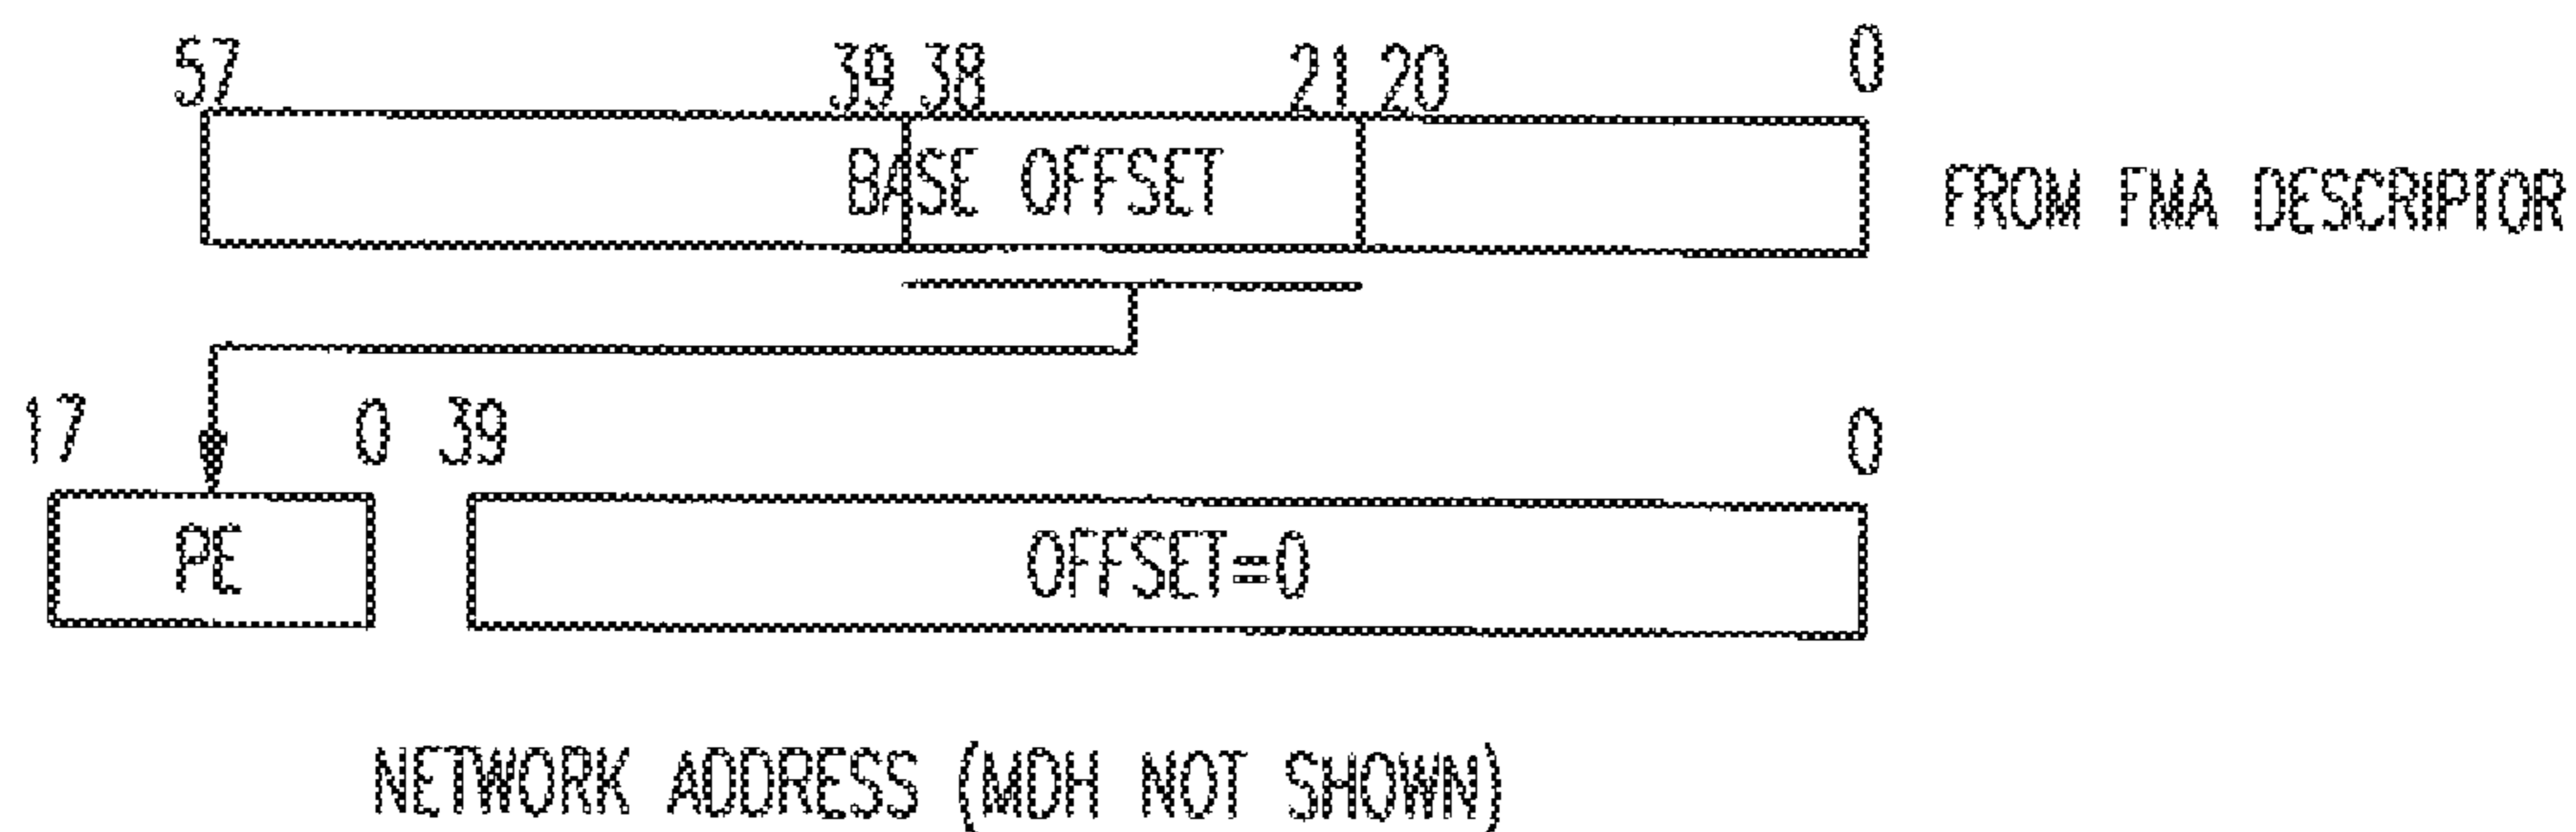 57 39 38 21 20 0
BASE OFFSET
FROM FMA DESCRIPTOR
17 0 39 0
PE OFFSET=0
NETWORK ADDRESS (MDH NOT SHOWN)